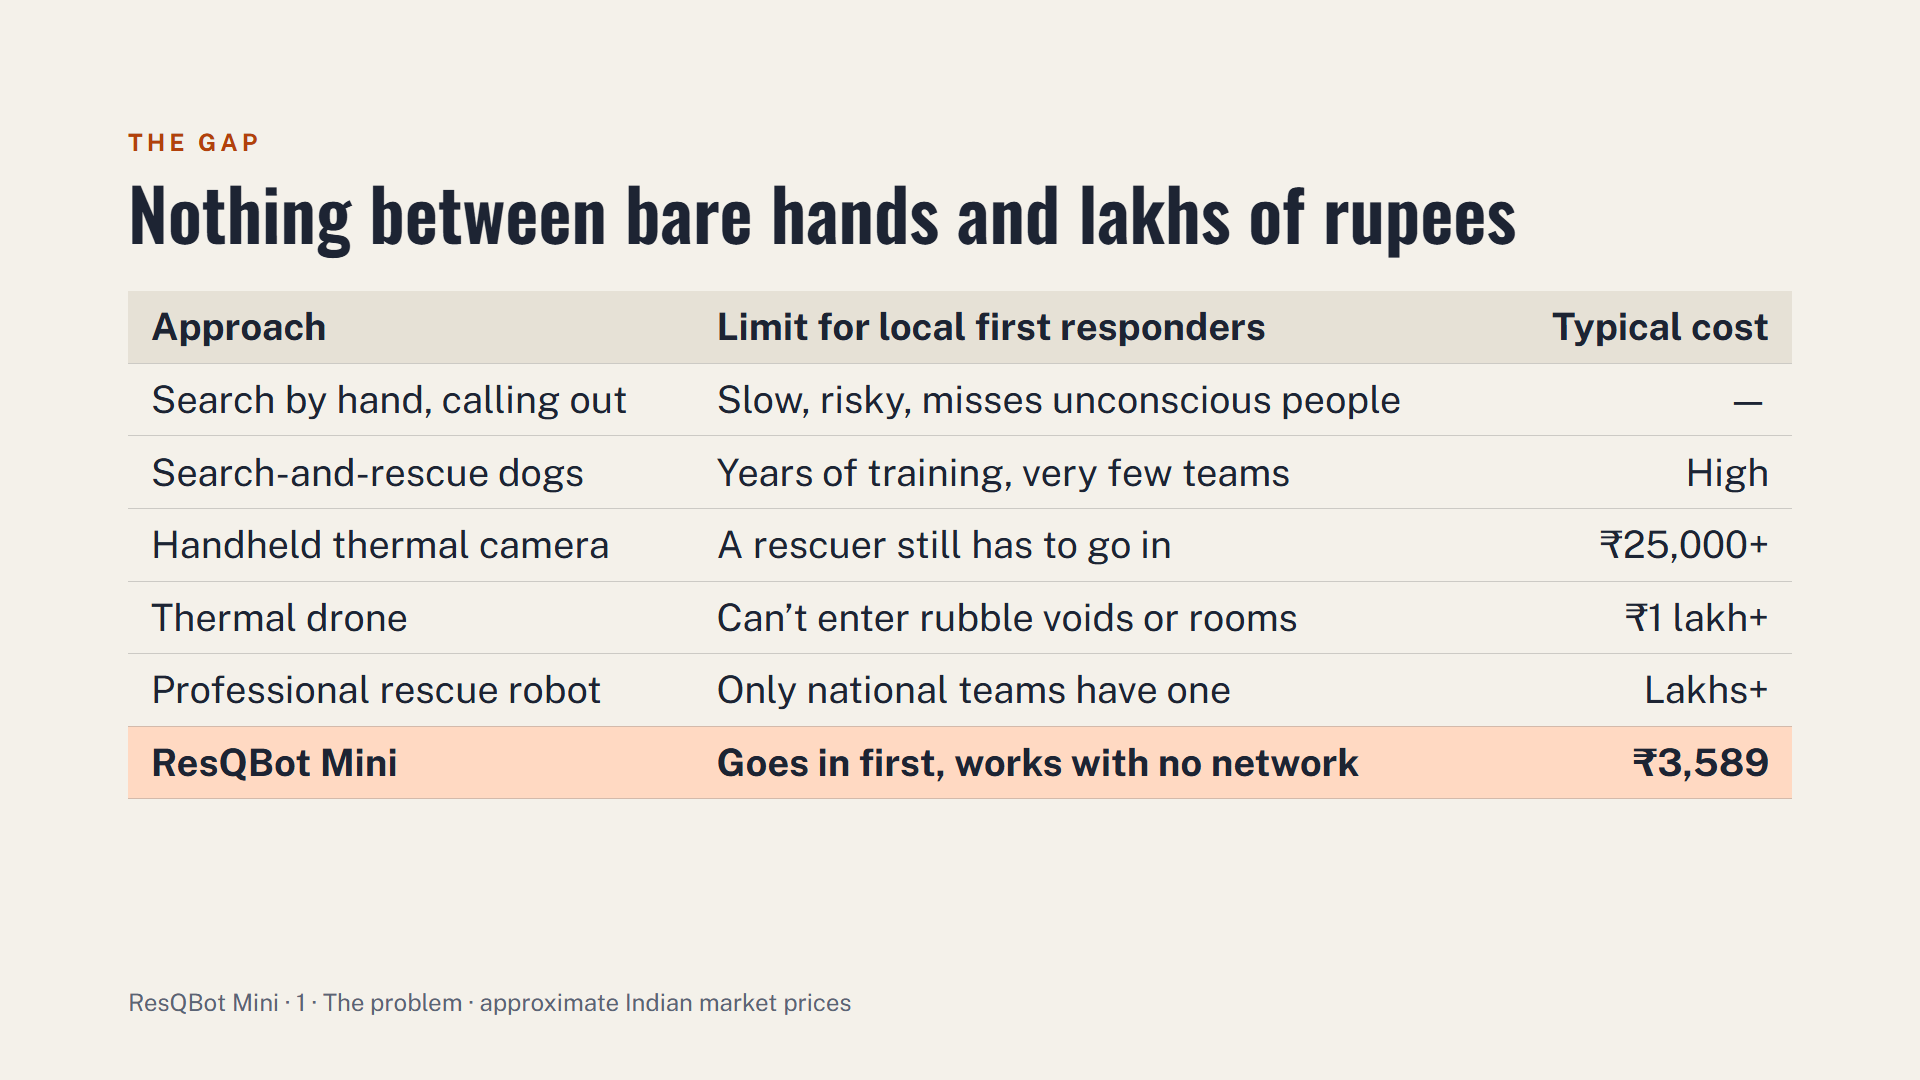 THE GAP
Nothing between bare hands and lakhs of rupees
Approach Limit for local first responders Typical cost
Search by hand, calling out Slow, risky, misses unconscious people —
Search-and-rescue dogs Years of training, very few teams High
Handheld thermal camera A rescuer still has to go in ₹25,000+
Thermal drone Can’t enter rubble voids or rooms ₹1 lakh+
Professional rescue robot Only national teams have one Lakhs+
ResQBot Mini Goes in first, works with no network ₹3,589
ResQBot Mini · 1 · The problem · approximate Indian market prices